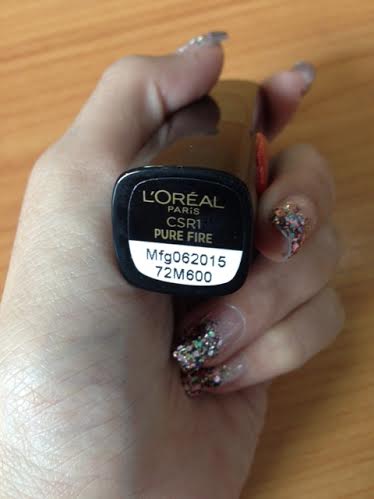 L'ORÉAL
PARIS
CSR1
PURE FIRE
Mfg062015
72M600